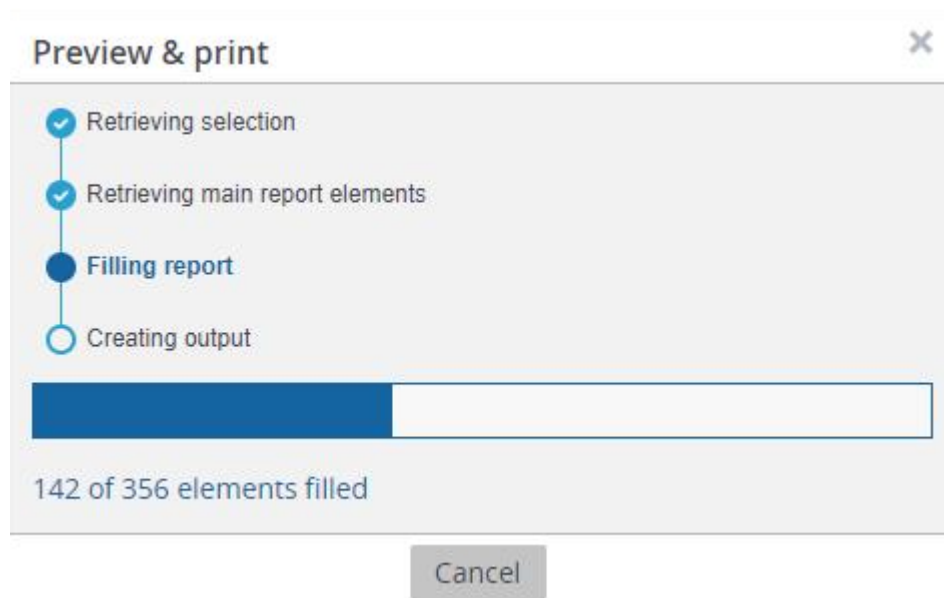 Preview & print
Retrieving selection
Retrieving main report elements
Filling report
Creating output
142 of 356 elements filled
Cancel